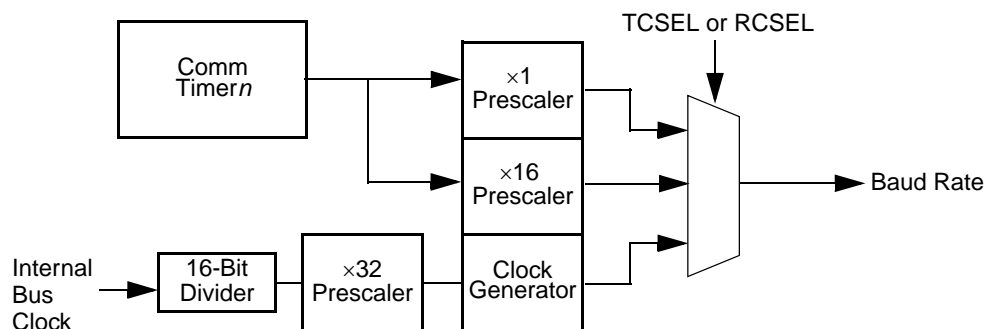 TCSEL or RCSEL
Comm
Timern
×1
Prescaler
×16
Prescaler
Baud Rate
Internal
Bus
Clock
16-Bit
Divider
×32
Prescaler
Clock
Generator